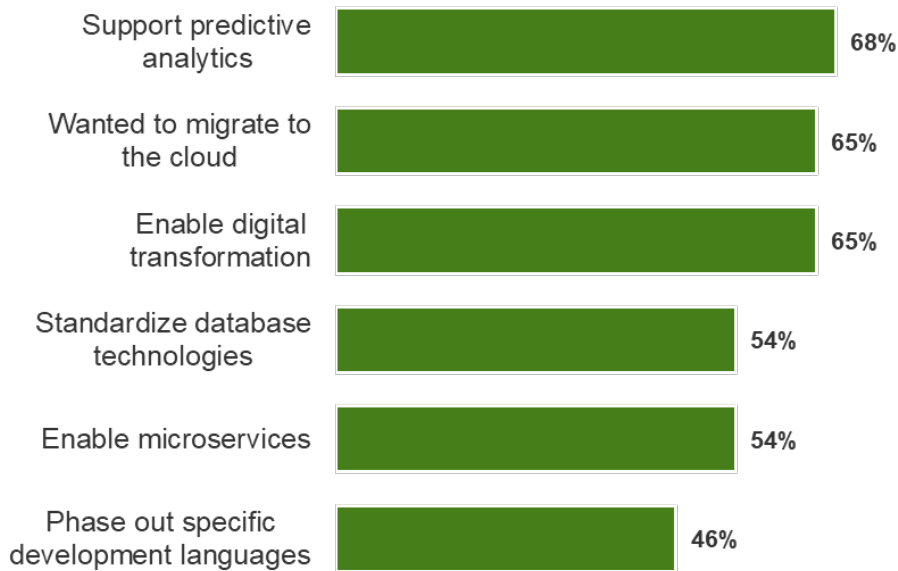 Support predictive
analytics
68%
Wanted to migrate to
the cloud
65%
Enable digital
transformation
65%
Standardize database
technologies
54%
Enable microservices
54%
Phase out specific
development languages
46%